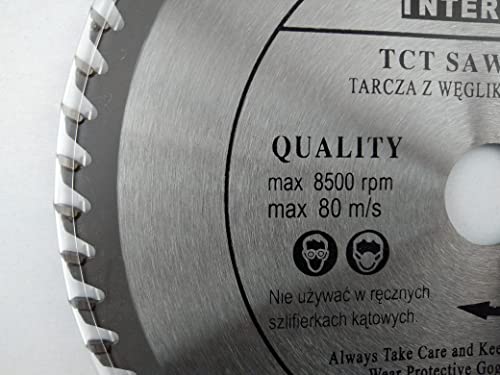 INTER
TCT SAW
TARCZA Z WĘGLIK
QUALITY
max 8500 rpm
max 80 m/s
Nie używać w ręcznych
szlifierkach kątowych.
Always Take Care and Kee
Wear Protective Gog